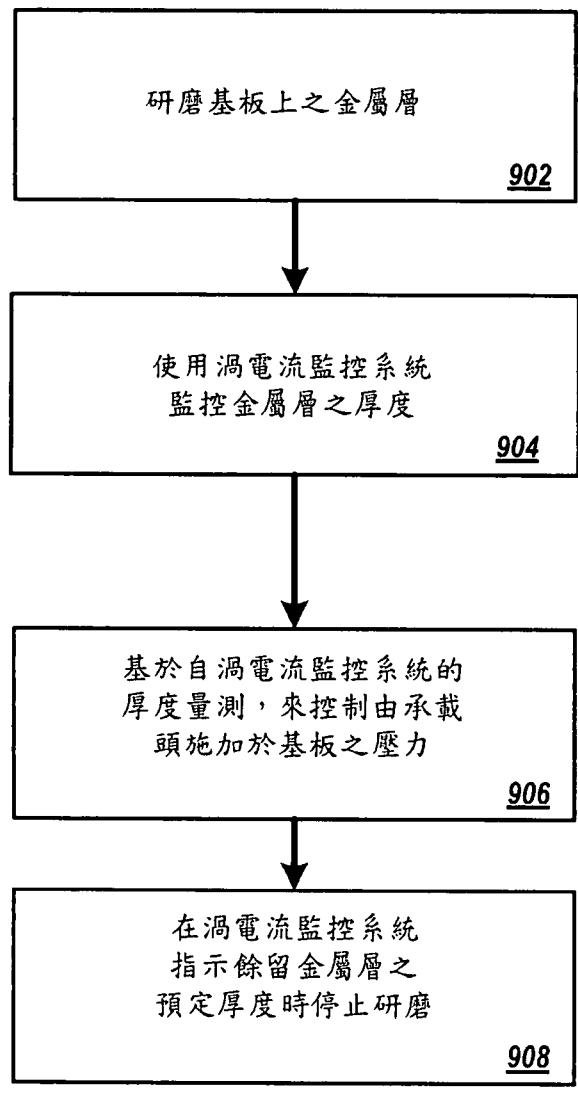 研磨基板上之金屬層
902
使用渦電流監控系統
監控金屬層之厚度
904
基於自渦電流監控系統的
厚度量測，來控制由承載
頭施加於基板之壓力
906
在渦電流監控系統
指示餘留金屬層之
預定厚度時停止研磨
908